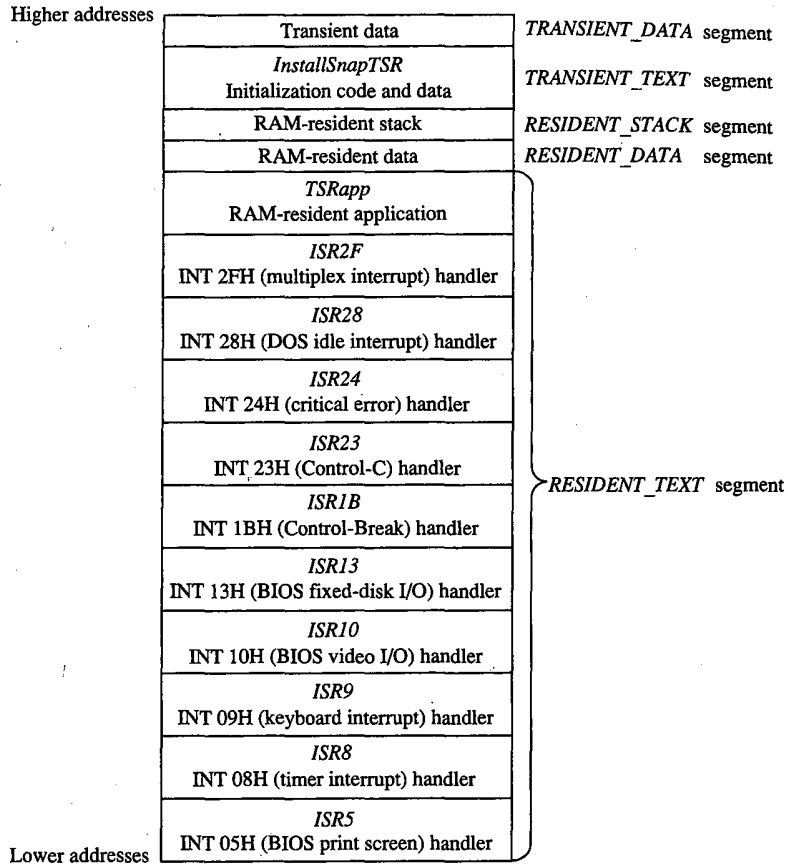 Higher addresses
Transient data
TRANSIENT_DATA segment
InstallSnapTSR
Initialization code and data
TRANSIENT_TEXT segment
RAM-resident stack
RESIDENT_STACK segment
RAM-resident data
RESIDENT_DATA segment
TSRapp
RAM-resident application
ISR2F
INT 2FH (multiplex interrupt) handler
ISR28
INT 28H (DOS idle interrupt) handler
ISR24
INT 24H (critical error) handler
ISR23
INT 23H (Control-C) handler
RESIDENT_TEXT segment
ISR1B
INT 1BH (Control-Break) handler
ISR13
INT 13H (BIOS fixed-disk I/O) handler
ISR10
INT 10H (BIOS video I/O) handler
ISR9
INT 09H (keyboard interrupt) handler
ISR8
INT 08H (timer interrupt) handler
ISR5
INT 05H (BIOS print screen) handler
Lower addresses